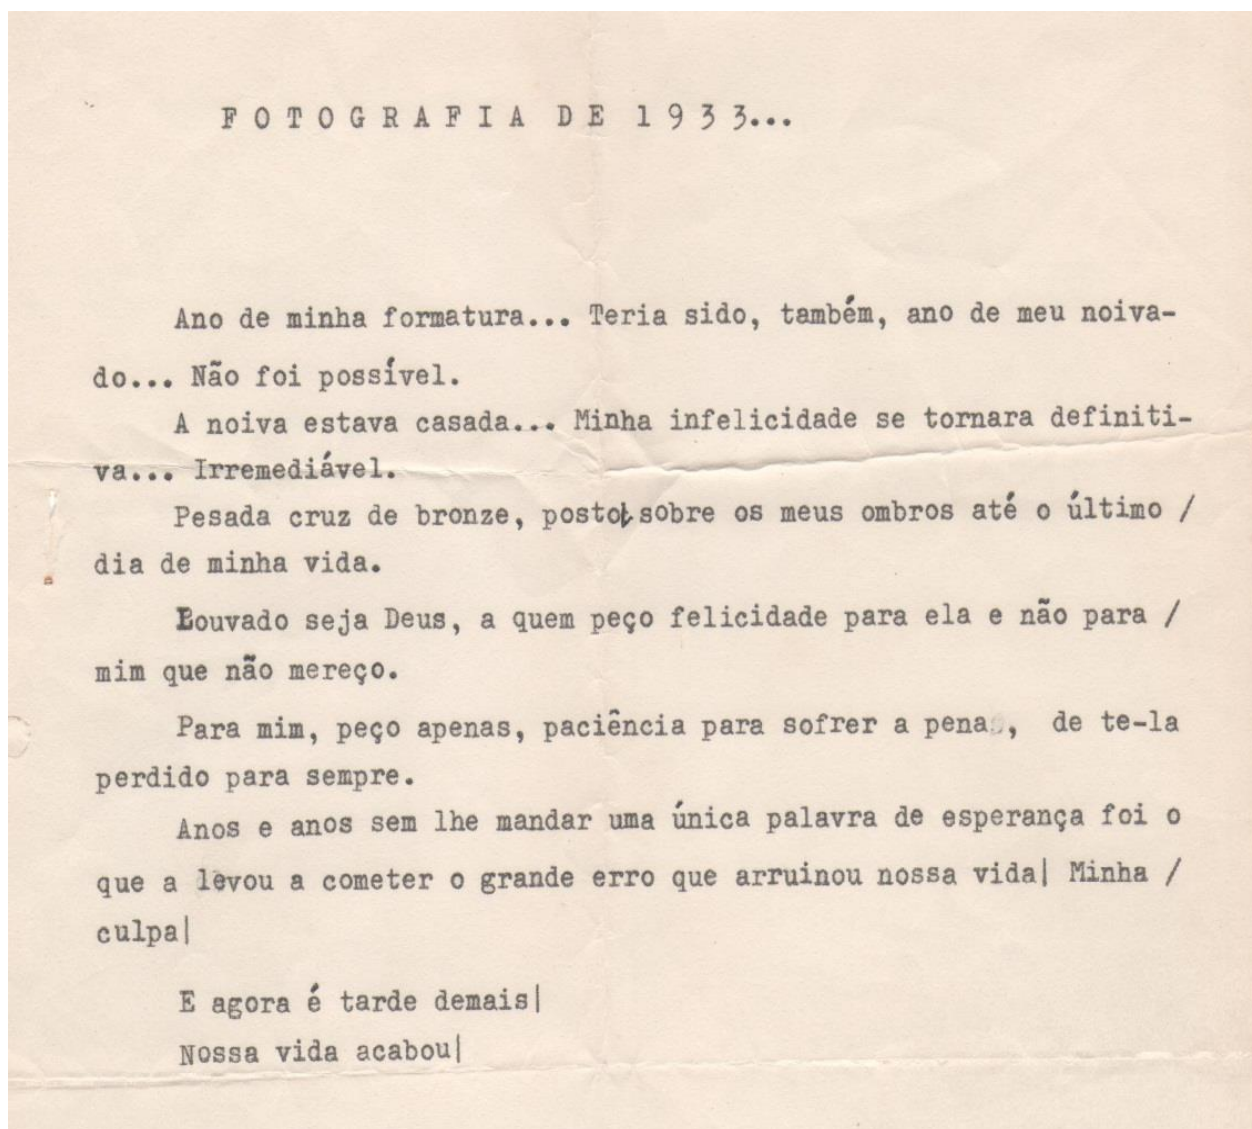 FOTOGRAFIA DE 1933...
Ano de minha formatura... Teria sido, também, ano de meu noiva-
do... Não foi possível.
A noiva estava casada... Minha infelicidade se tornara definiti-
va... Irremediável.
Pesada cruz de bronze, posto sobre os meus ombros até o último /
dia de minha vida.
Louvado seja Deus, a quem peço felicidade para ela e não para /
mim que não mereço.
Para mim, peço apenas, paciência para sofrer a pena, de te-la
perdido para sempre.
Anos e anos sem lhe mandar uma única palavra de esperança foi o
que a levou a cometer o grande erro que arruinou nossa vida| Minha /
culpa|
E agora é tarde demais|
Nossa vida acabou|